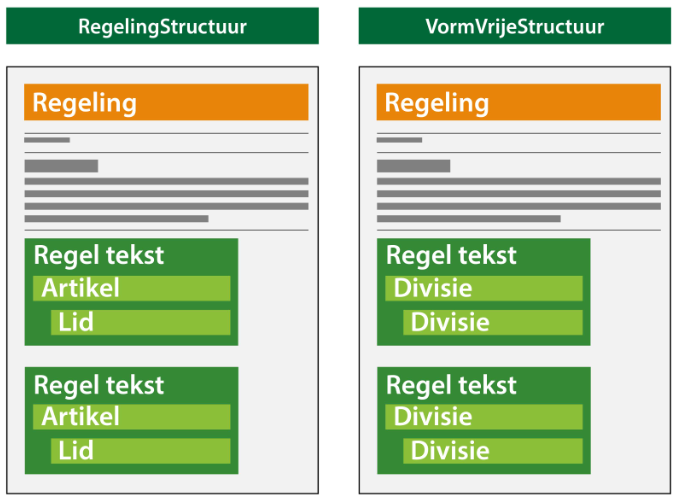 RegelingStructuur
Regeling
Regel tekst
Artikel
Lid
Regel tekst
Artikel
Lid
VormVrijeStructuur
Regeling
Regel tekst
Divisie
Divisie
Regel tekst
Divisie
Divisie